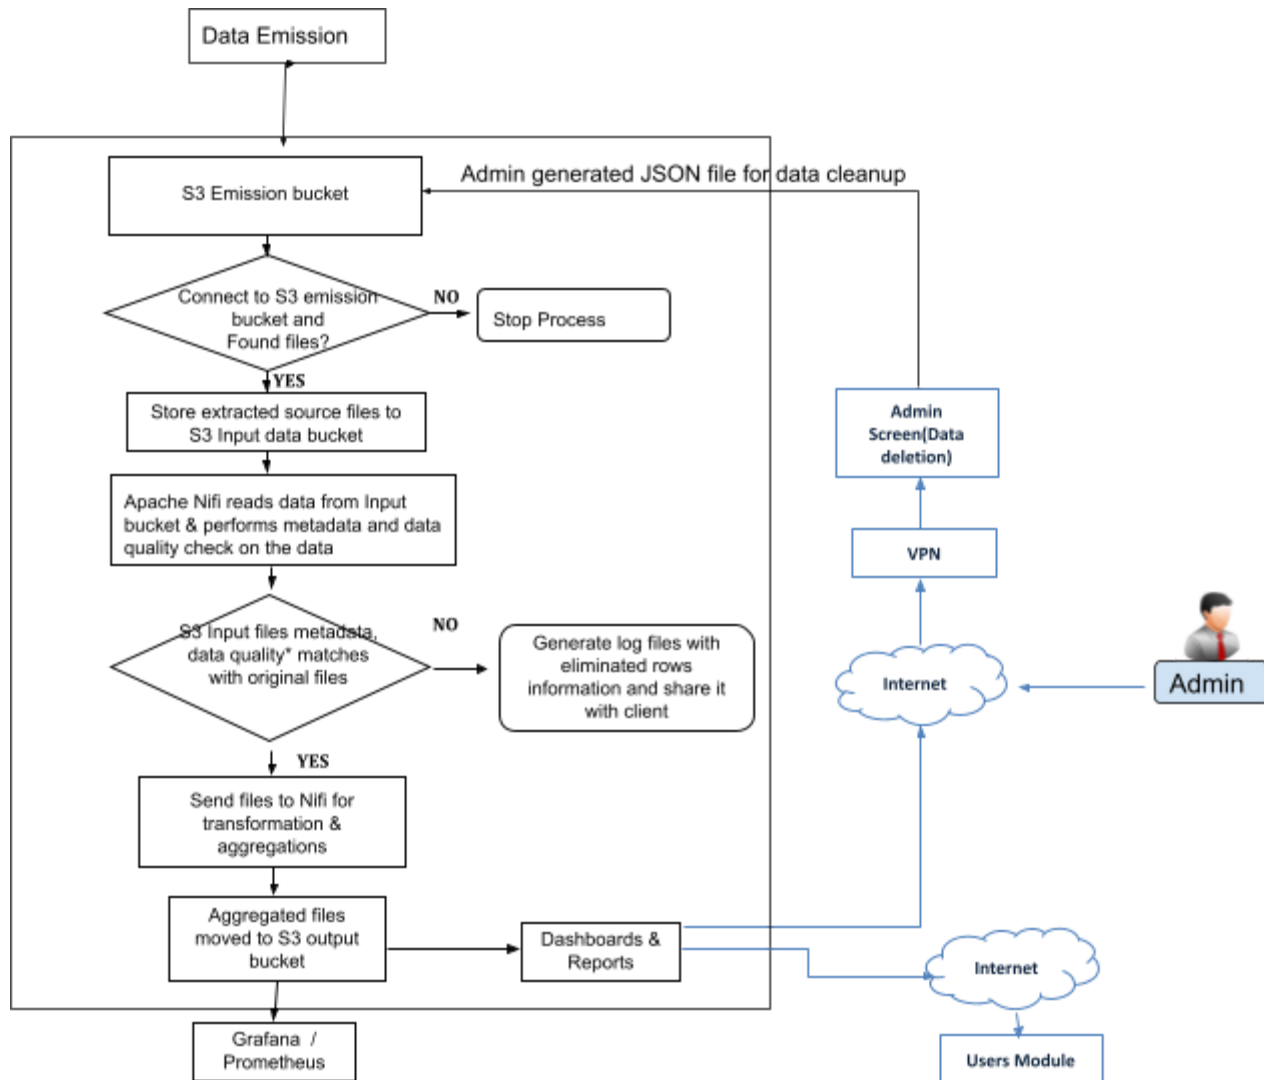 Data Emission
Admin generated JSON file for data cleanup
S3 Emission bucket
Connect to S3 emission
bucket and
Found files?
NO
Stop Process
YES
Store extracted source files to
S3 Input data bucket
Admin
Screen(Data
deletion)
Apache Nifi reads data from Input
bucket & performs metadata and data
quality check on the data
VPN
S3 Input files metadata,
data quality* matches
with original files
NO
Generate log files with
eliminated rows
information and share it
with client
Internet
Admin
YES
Send files to Nifi for
transformation &
aggregations
Aggregated files
moved to S3 output
bucket
Dashboards &
Reports
Internet
Grafana /
Prometheus
Users Module